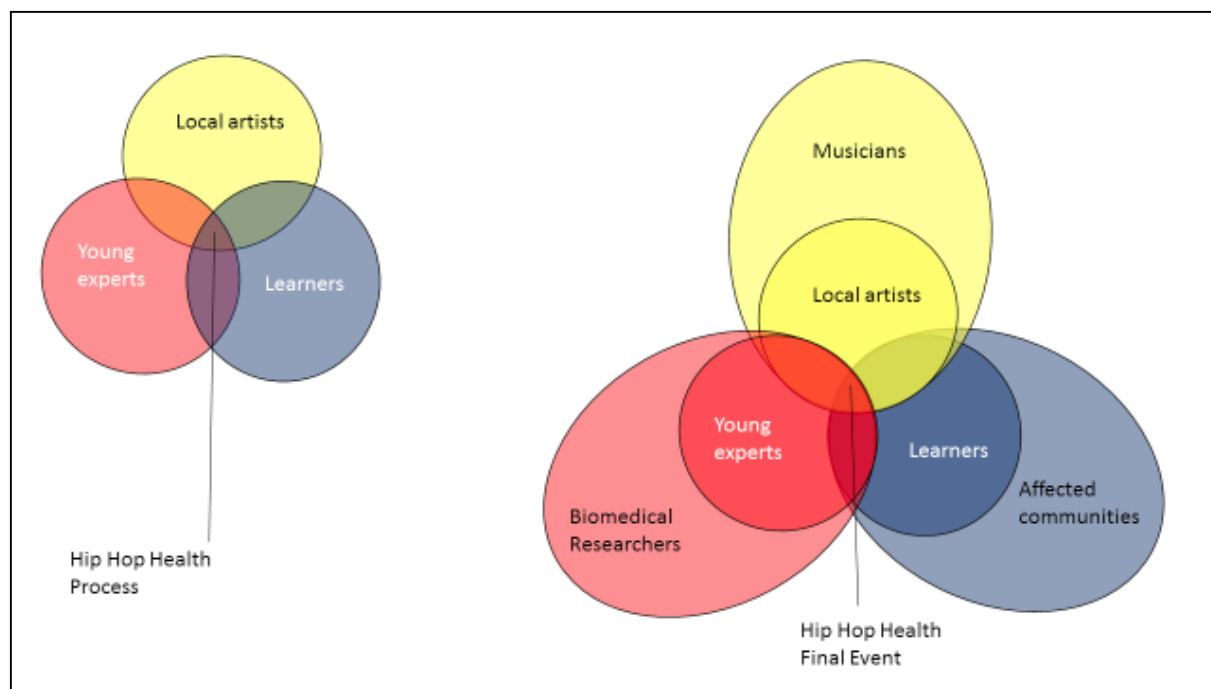 Local artists
Young
experts
Learners
Hip Hop Health
Process
Musicians
Local artists
Young
experts
Learners
Biomedical
Researchers
Affected
communities
Hip Hop Health
Final Event